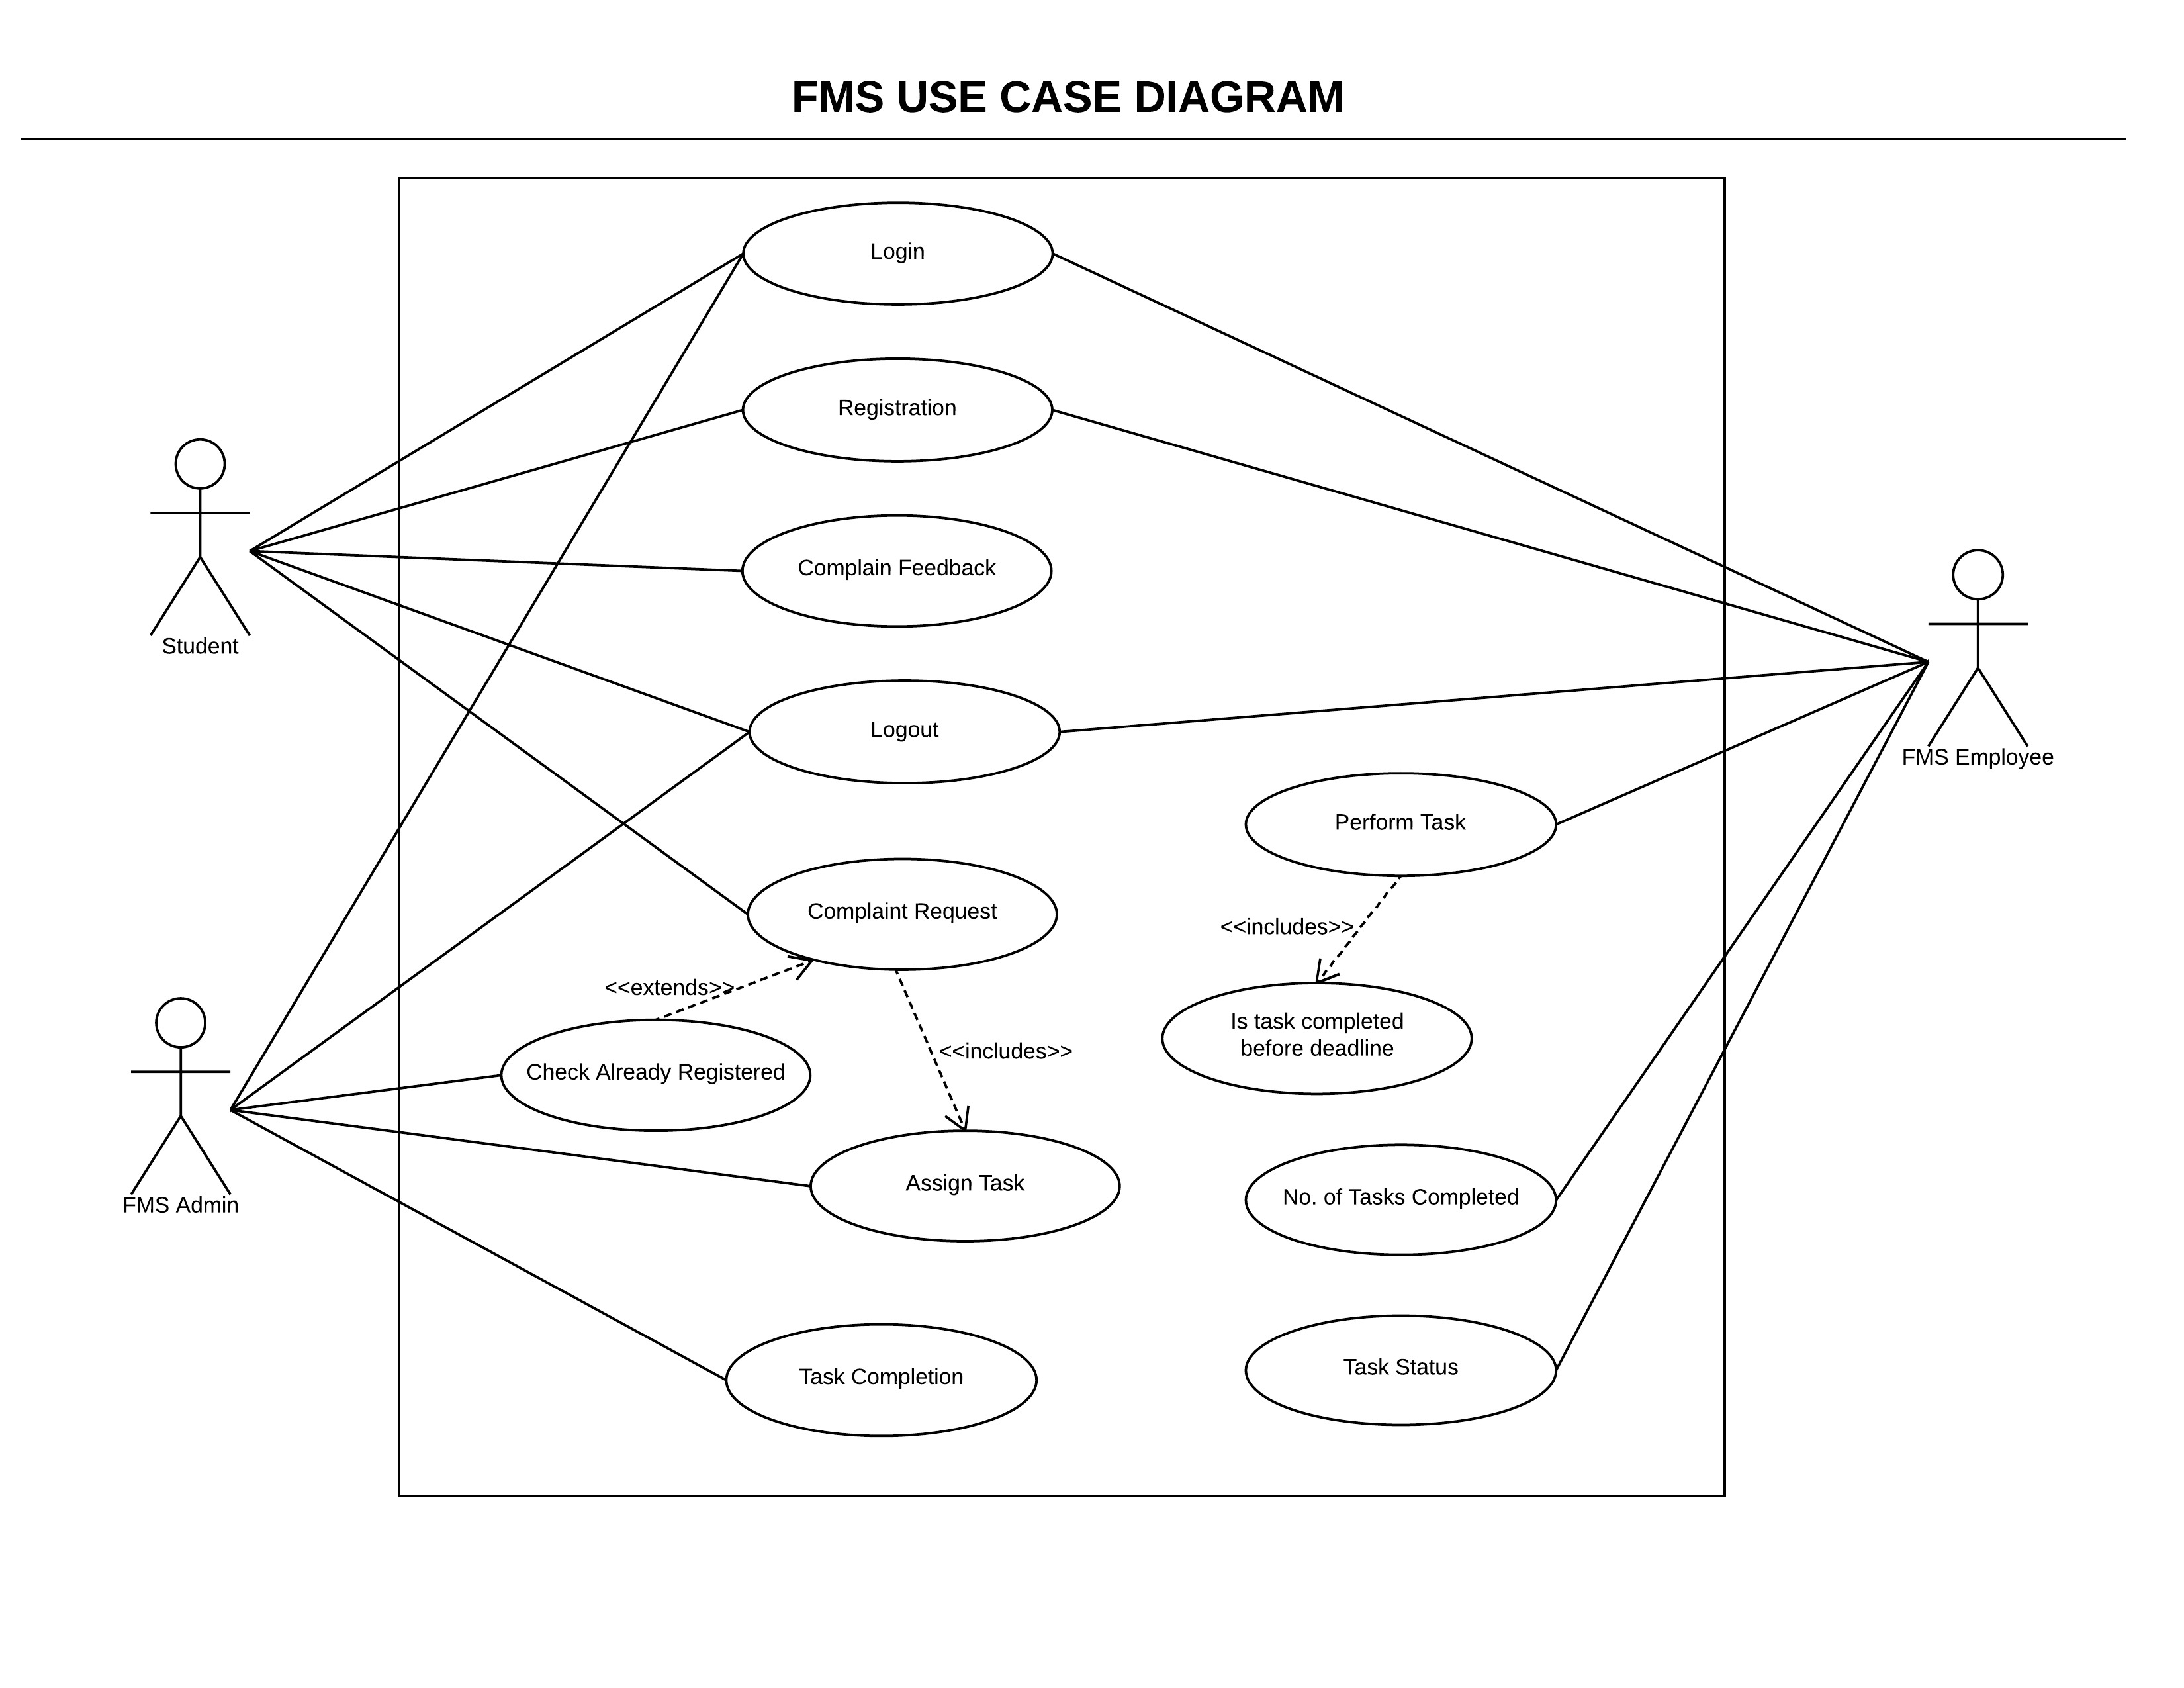 FMS USE CASE DIAGRAM
Login
Registration
Complain Feedback
Student
Logout
FMS Employee
Perform Task
Complaint Request
<<includes>>
<<extends>>
Is task completed
before deadline
<<includes>>
Check Already Registered
Assign Task
No. of Tasks Completed
FMS Admin
Task Status
Task Completion